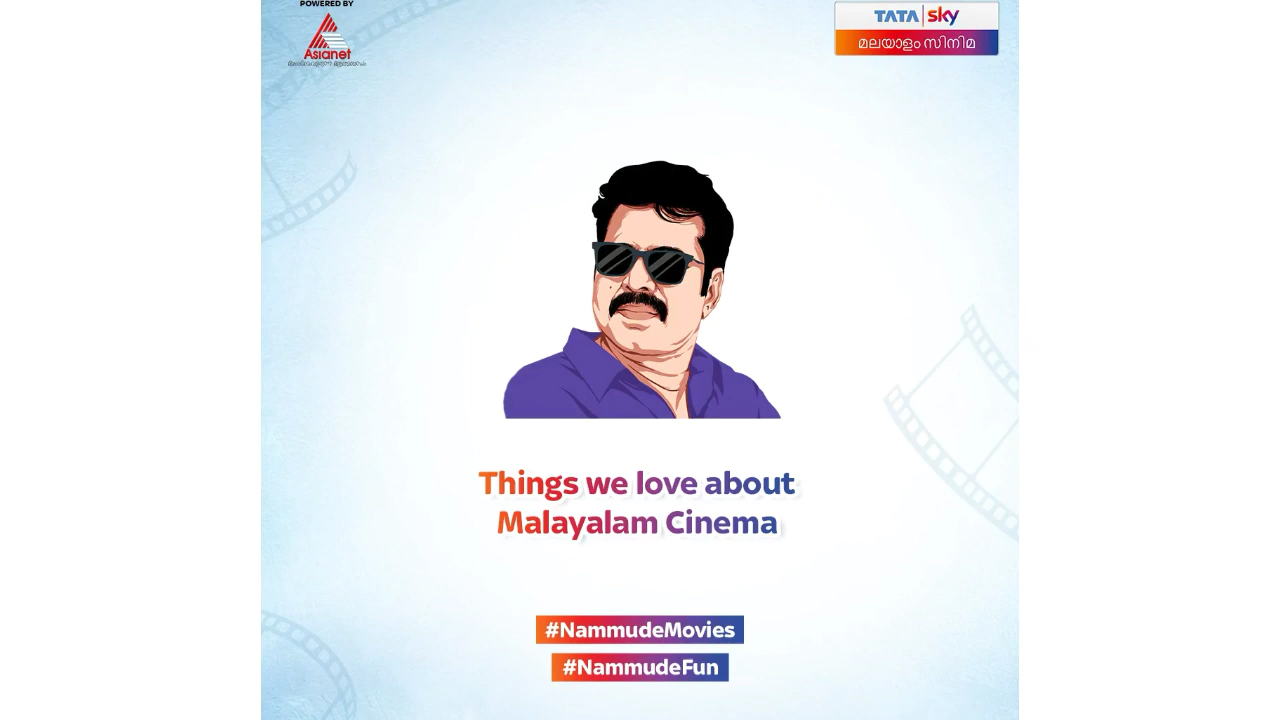 POWERED BY
Asianet
TATA sky
മലയാളം സിനിമ
Things we love about
Malayalam Cinema
#NammudeMovies
#NammudeFun